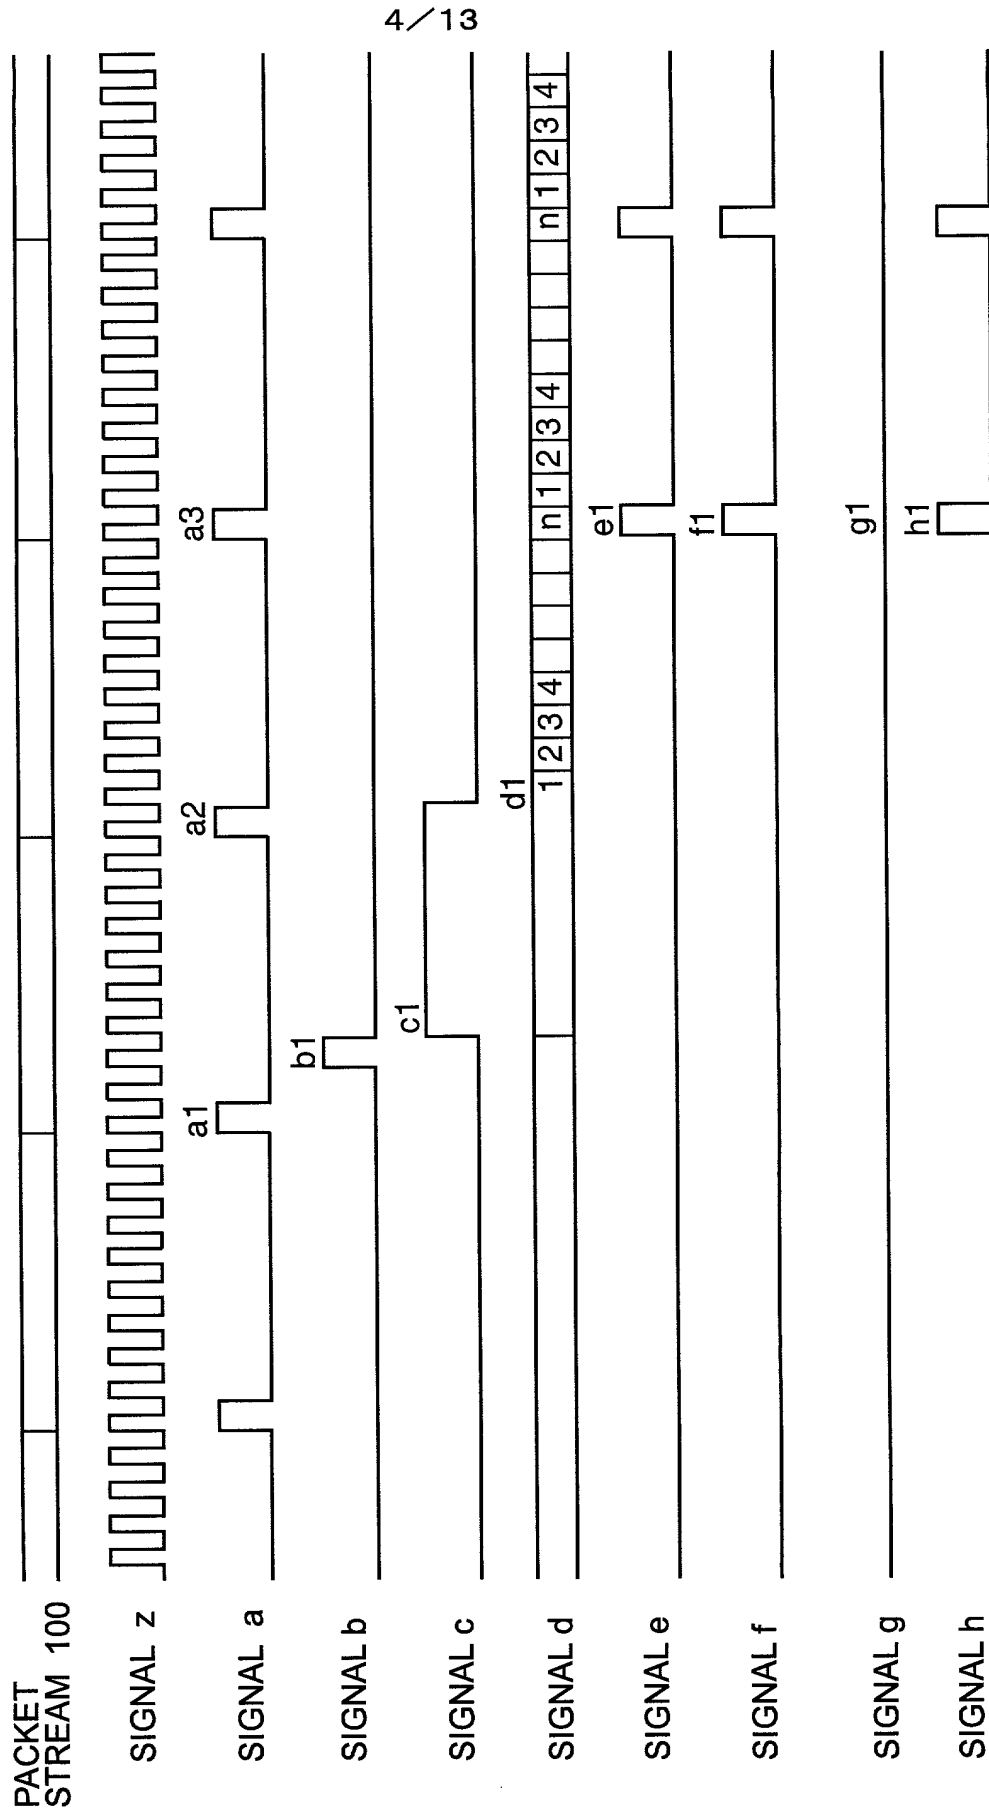 4/13
PACKET
STREAM 100
SIGNAL z
SIGNAL a
a1
a2
a3
SIGNAL b
b1
SIGNAL c
c1
SIGNAL d
d1
1 2 3 4 n 1 2 3 4 n 1 2 3 4
SIGNAL e
e1
SIGNAL f
f1
SIGNAL g
g1
SIGNAL h
h1